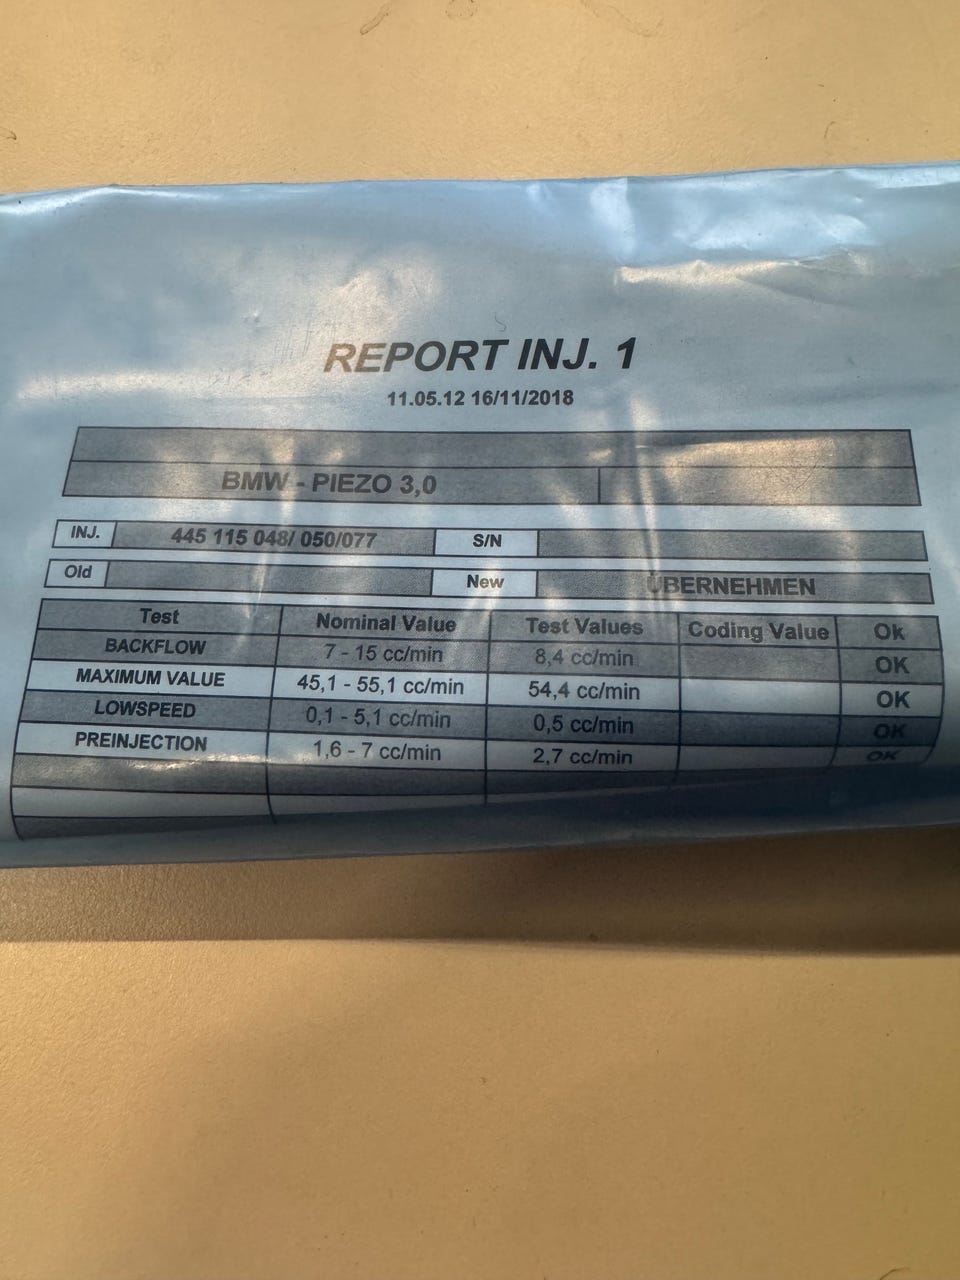 REPORT INJ. 1
11.05.12 16/11/2018
BMW - PIEZO 3,0
INJ. 445 115 048/ 050/077 S/N
Old New ÜBERNEHMEN
Test Nominal Value Test Values Coding Value Ok
BACKFLOW 7 - 15 cc/min 8,4 cc/min OK
MAXIMUM VALUE 45,1 - 55,1 cc/min 54,4 cc/min OK
LOWSPEED 0,1 - 5,1 cc/min 0,5 cc/min OK
PREINJECTION 1,6 - 7 cc/min 2,7 cc/min OK